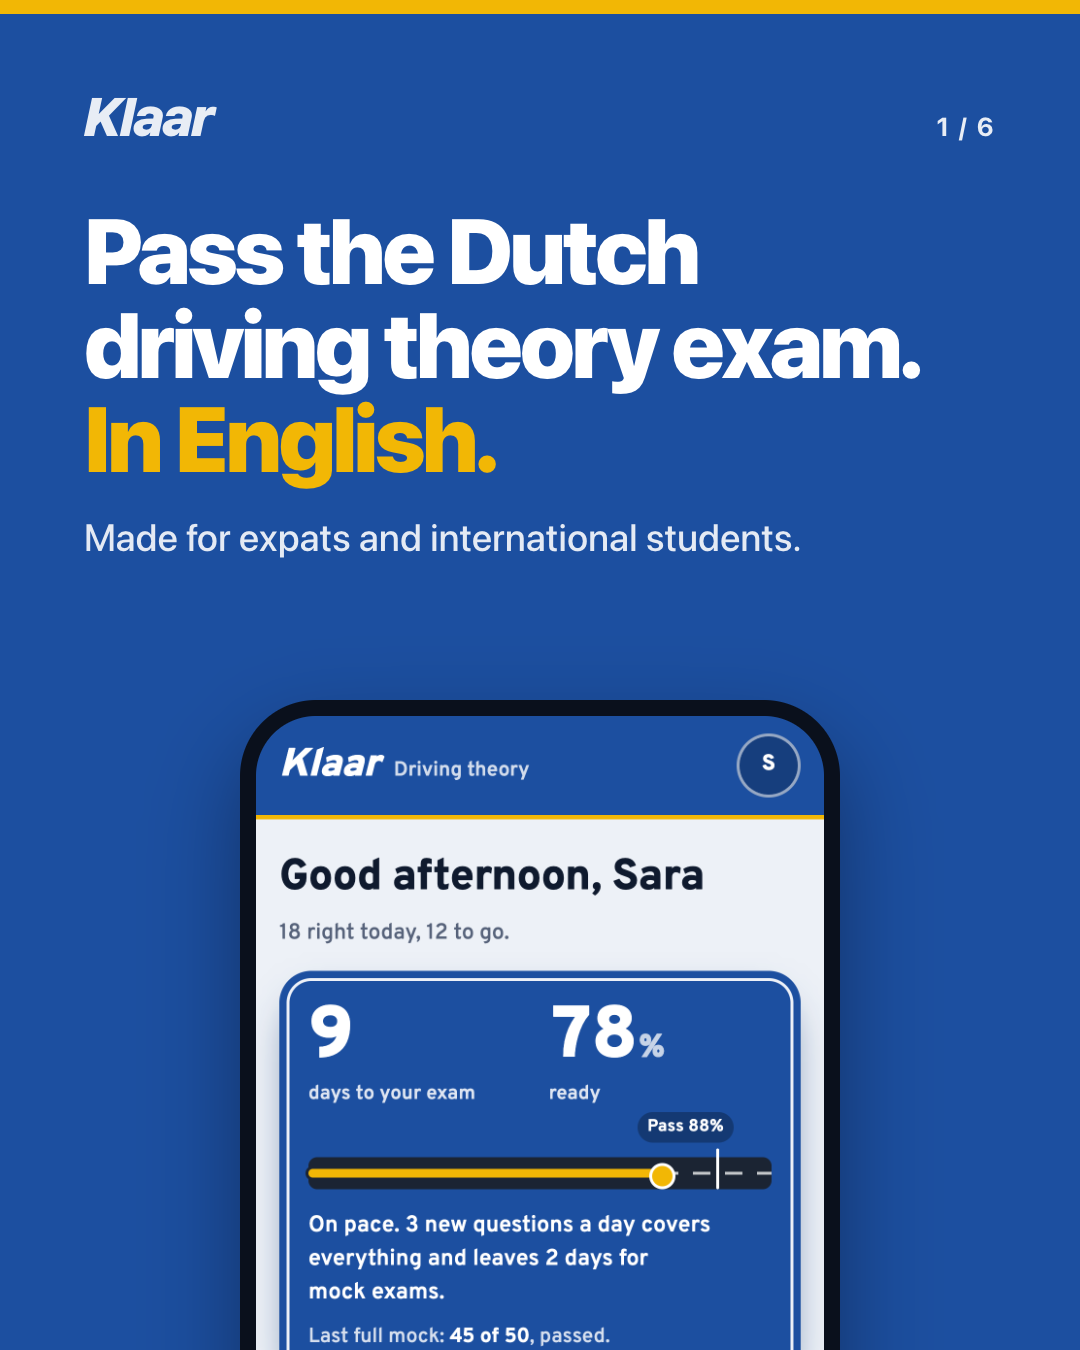 Klaar
1 / 6
Pass the Dutch
driving theory exam.
In English.
Made for expats and international students.
Klaar Driving theory
S
Good afternoon, Sara
18 right today, 12 to go.
9
78%
days to your exam
ready
Pass 88%
On pace. 3 new questions a day covers
everything and leaves 2 days for
mock exams.
Last full mock: 45 of 50, passed.